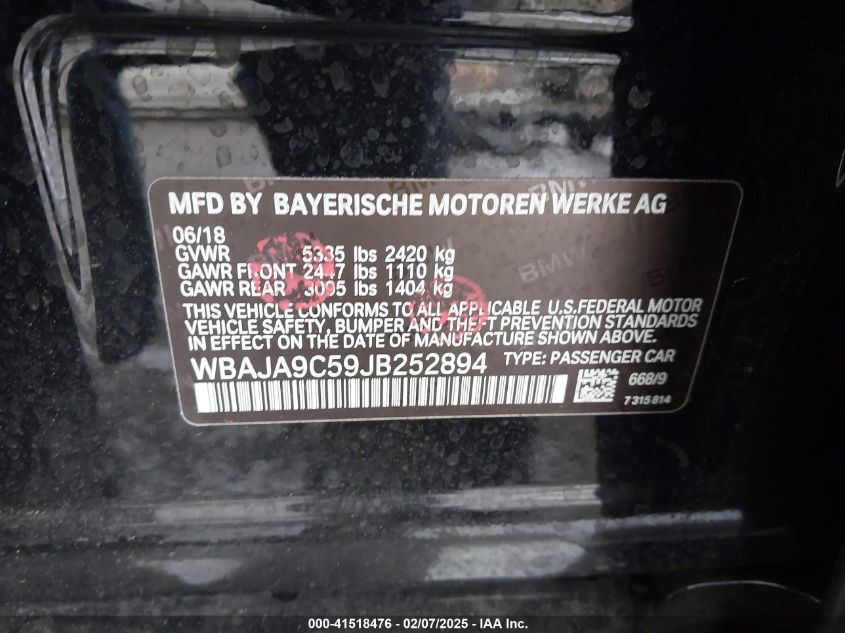 MFD BY BAYERISCHE MOTOREN WERKE AG
06/18
GVWR 5335 lbs 2420 kg
GAWR FRONT 2447 lbs 1110 kg
GAWR REAR 3095 lbs 1404 kg
THIS VEHICLE CONFORMS TO ALL APPLICABLE U.S.FEDERAL MOTOR
VEHICLE SAFETY, BUMPER AND THEFT PREVENTION STANDARDS
IN EFFECT ON THE DATE OF MANUFACTURE SHOWN ABOVE.
WBAJA9C59JB252894 TYPE: PASSENGER CAR
668/9
7 315 814
000-41518476 - 02/07/2025 - IAA Inc.